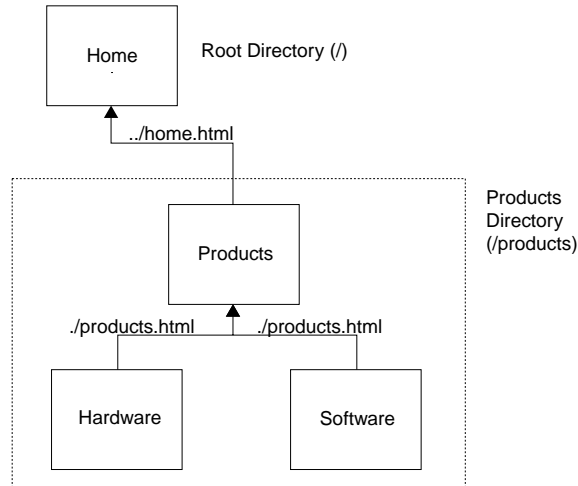 Home
Root Directory (/)
../home.html
Products
Directory
(/products)
Products
./products.html
./products.html
Hardware
Software